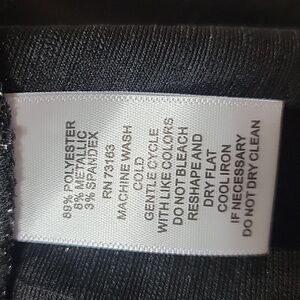 89% POLYESTER
8% METALLIC
3% SPANDEX
RN 73163
MACHINE WASH
COLD
GENTLE CYCLE
WITH LIKE COLORS
DO NOT BLEACH
RESHAPE AND
DRY FLAT
COOL IRON
IF NECESSARY
DO NOT DRY CLEAN